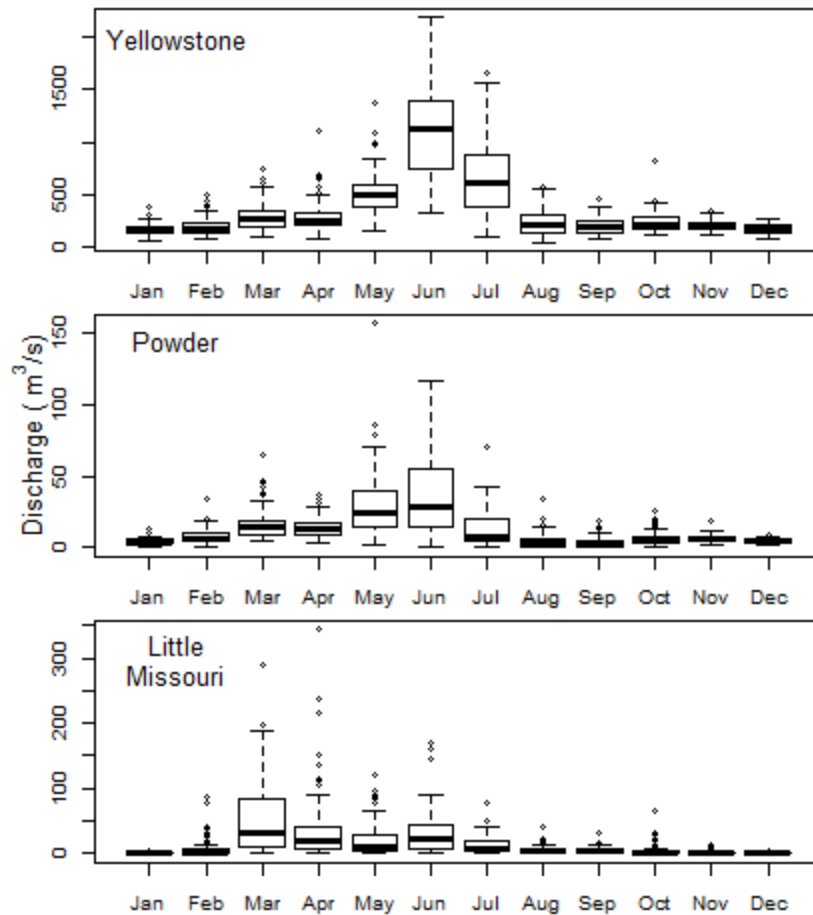 Yellowstone
1500
500
0
Jan Feb Mar Apr May Jun Jul Aug Sep Oct Nov Dec
Powder
150
100
50
0
Discharge ( m³/s)
Jan Feb Mar Apr May Jun Jul Aug Sep Oct Nov Dec
Little
Missouri
300
200
100
0
Jan Feb Mar Apr May Jun Jul Aug Sep Oct Nov Dec